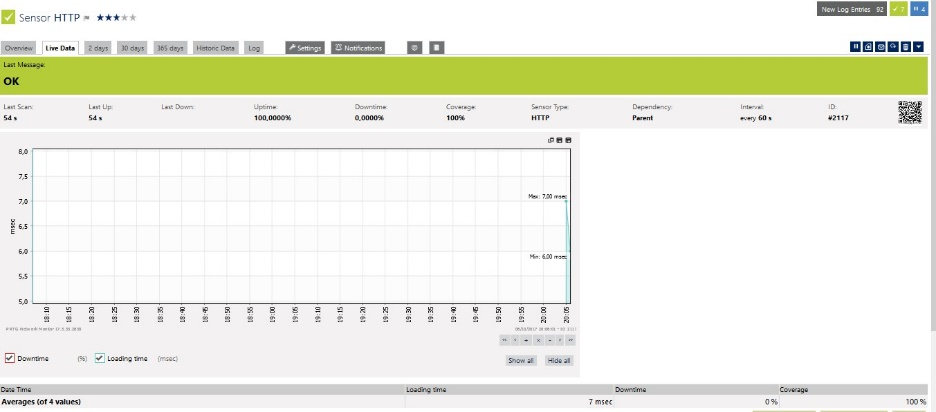 Sensor HTTP
New Log Entries 92 7 4
Overview Live Data 2 days 30 days 365 days Historic Data Log Settings Notifications
Last Message:
OK
Last Scan: Last Up: Last Down: Uptime: Downtime: Coverage: Sensor Type: Dependency: Interval: ID:
54 s 54 s 100,0000% 0,0000% 100% HTTP Parent every 60 s #2117
8,0
7,5
7,0
6,5
6,0
5,5
5,0
msec
Max: 7,00 msec
Min: 6,00 msec
18:10 18:15 18:20 18:25 18:30 18:35 18:40 18:45 18:50 18:55 19:00 19:05 19:10 19:15 19:20 19:25 19:30 19:35 19:40 19:45 19:50 19:55 20:00 20:05
PRTG Network Monitor
Downtime (%) Loading time (msec)
Show all Hide all
Date Time Loading time Downtime Coverage
Averages (of 4 values) 7 msec 0 % 100 %